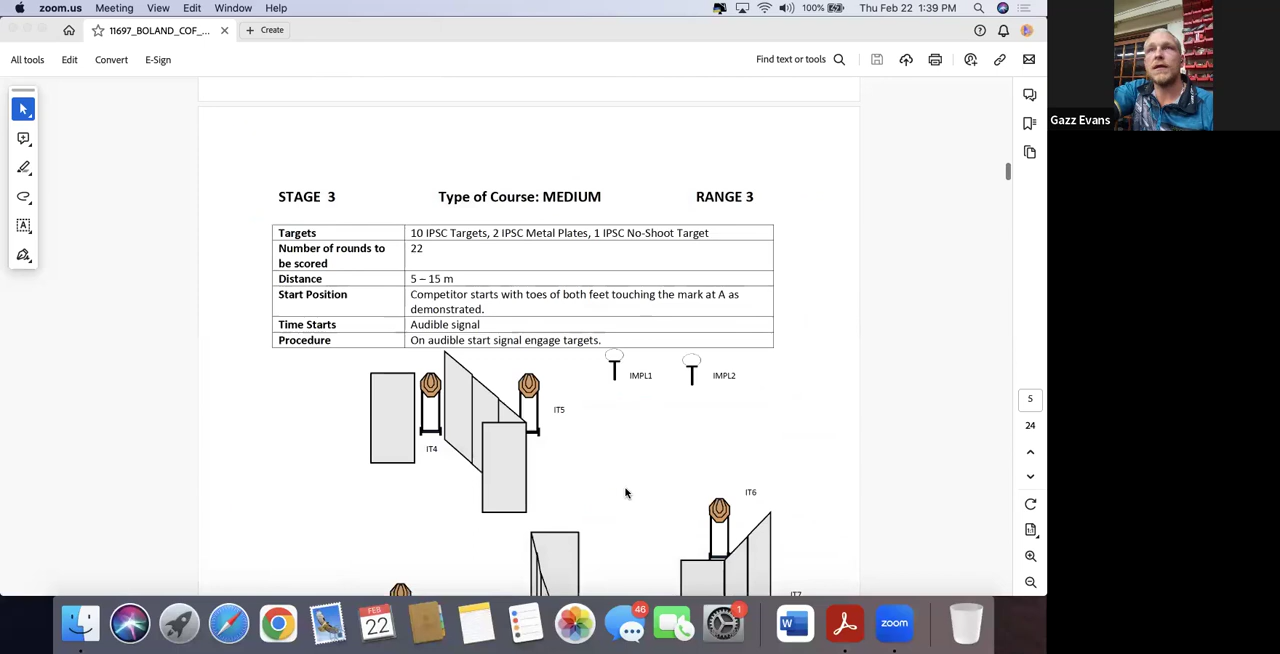 zoom.us Meeting View Edit Window Help 100% Thu Feb 22 1:39 PM
11697_BOLAND_COF_... Create
All tools Edit Convert E-Sign Find text or tools
Gazz Evans
STAGE 3 Type of Course: MEDIUM RANGE 3
Targets 10 IPSC Targets, 2 IPSC Metal Plates, 1 IPSC No-Shoot Target
Number of rounds to 22
be scored
Distance 5 – 15 m
Start Position Competitor starts with toes of both feet touching the mark at A as
demonstrated.
Time Starts Audible signal
Procedure On audible start signal engage targets.
IMPL1 IMPL2
IT5
IT4
IT6
IT7
5
24
FEB
22
46
1
W
zoom